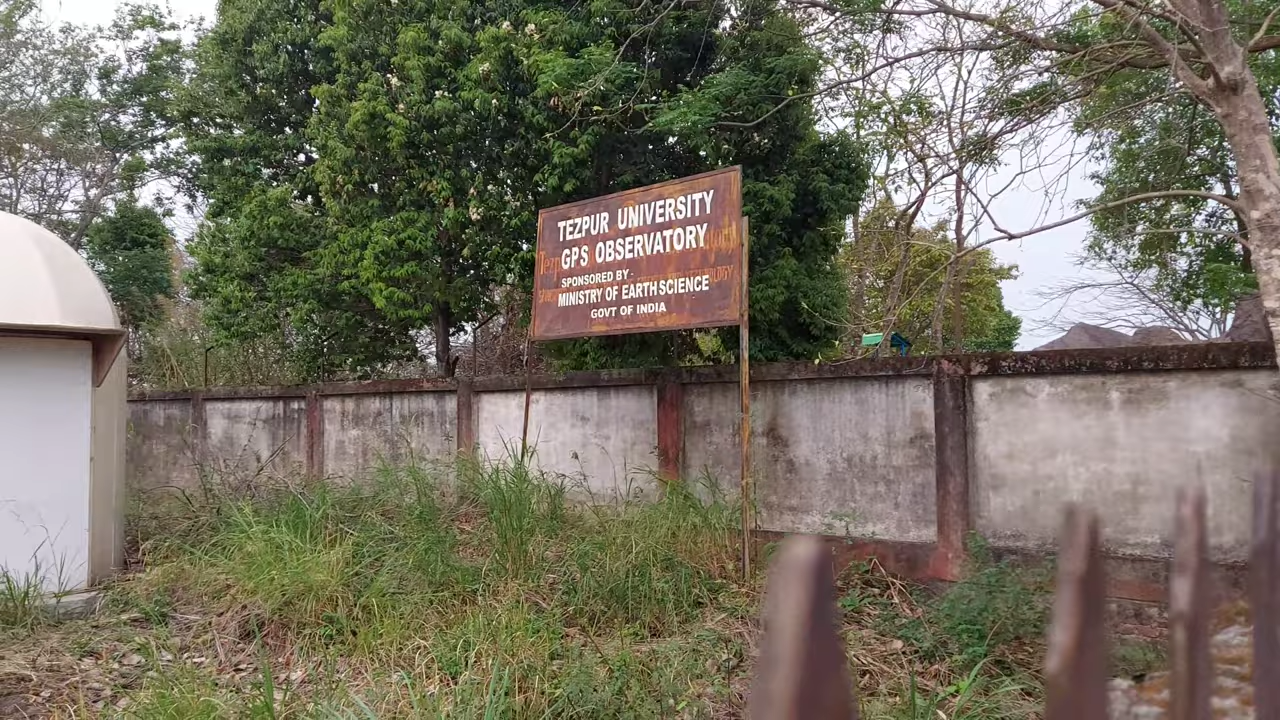 TEZPUR UNIVERSITY
GPS OBSERVATORY
SPONSORED BY-
MINISTRY OF EARTH SCIENCE
GOVT OF INDIA